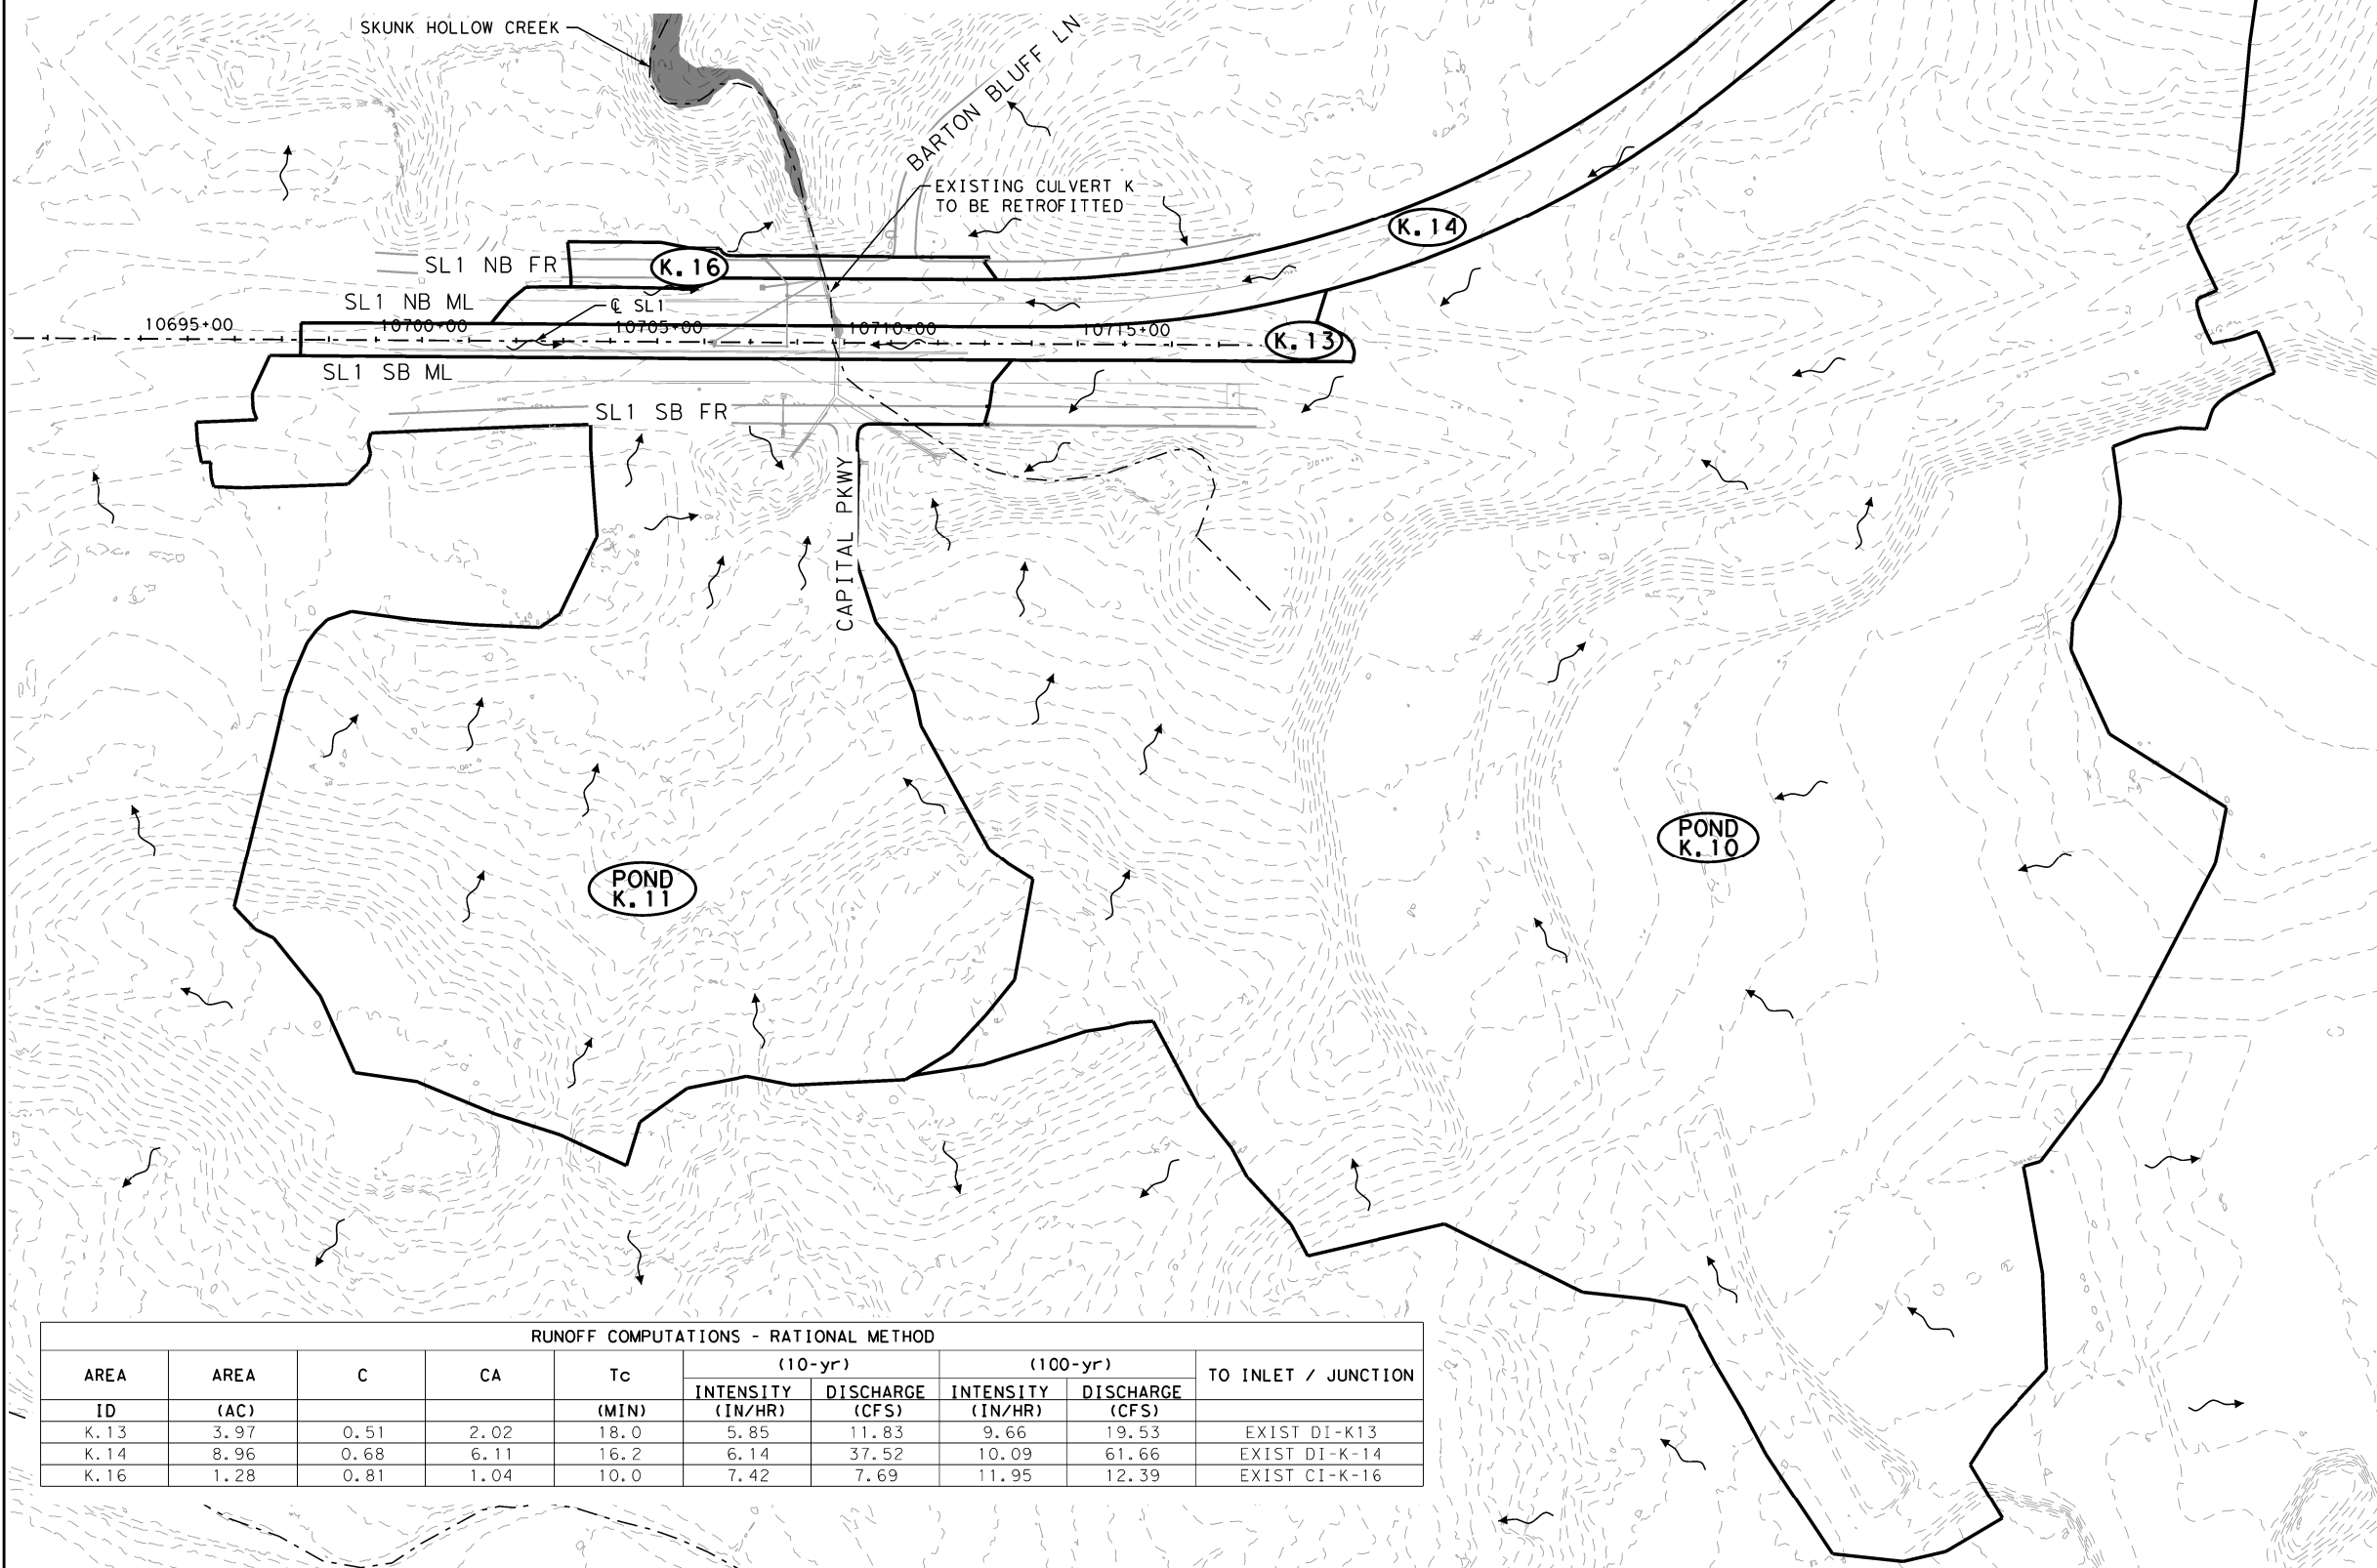 SKUNK HOLLOW CREEK
BARTON BLUFF LN
EXISTING CULVERT K
TO BE RETROFITTED
K.14
SL1 NB FR
K.16
SL1 NB ML
℄ SL1
10695+00
10700+00
10705+00
10710+00
10715+00
K.13
SL1 SB ML
SL1 SB FR
CAPITAL PKWY
POND
K.10
POND
K.11
RUNOFF COMPUTATIONS - RATIONAL METHOD
AREA AREA C CA Tc (10-yr) (100-yr) TO INLET / JUNCTION
INTENSITY DISCHARGE INTENSITY DISCHARGE
ID (AC) (MIN) (IN/HR) (CFS) (IN/HR) (CFS)
K.13 3.97 0.51 2.02 18.0 5.85 11.83 9.66 19.53 EXIST DI-K13
K.14 8.96 0.68 6.11 16.2 6.14 37.52 10.09 61.66 EXIST DI-K-14
K.16 1.28 0.81 1.04 10.0 7.42 7.69 11.95 12.39 EXIST CI-K-16